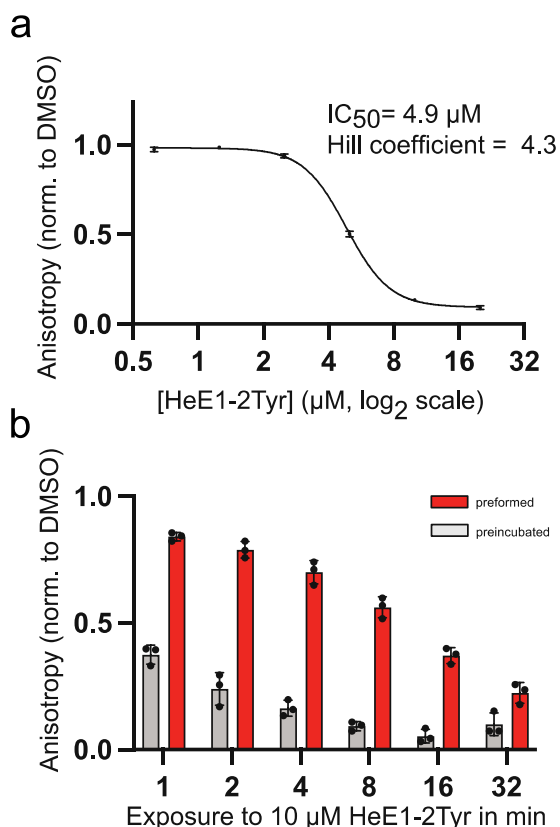 a
IC50= 4.9 µM
Hill coefficient = 4.3
Anisotropy (norm. to DMSO)
1.0
0.5
0.0
0.5 1 2 4 8 16 32
[HeE1-2Tyr] (µM, log2 scale)
b
Anisotropy (norm. to DMSO)
1.0
0.5
0.0
preformed
preincubated
1 2 4 8 16 32
Exposure to 10 µM HeE1-2Tyr in min